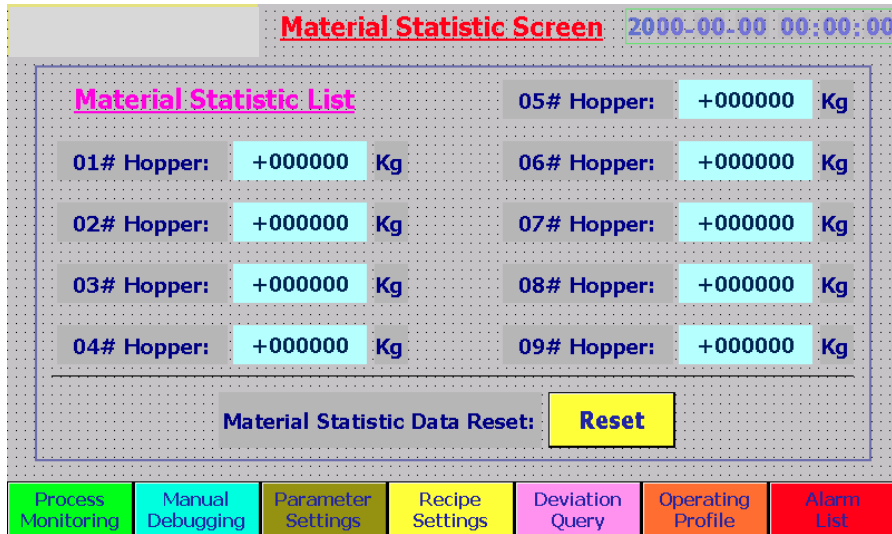 Material Statistic Screen 2000-00-00 00:00:00
Material Statistic List
01# Hopper: +000000 Kg
02# Hopper: +000000 Kg
03# Hopper: +000000 Kg
04# Hopper: +000000 Kg
05# Hopper: +000000 Kg
06# Hopper: +000000 Kg
07# Hopper: +000000 Kg
08# Hopper: +000000 Kg
09# Hopper: +000000 Kg
Material Statistic Data Reset: Reset
Process
Monitoring
Manual
Debugging
Parameter
Settings
Recipe
Settings
Deviation
Query
Operating
Profile
Alarm
List